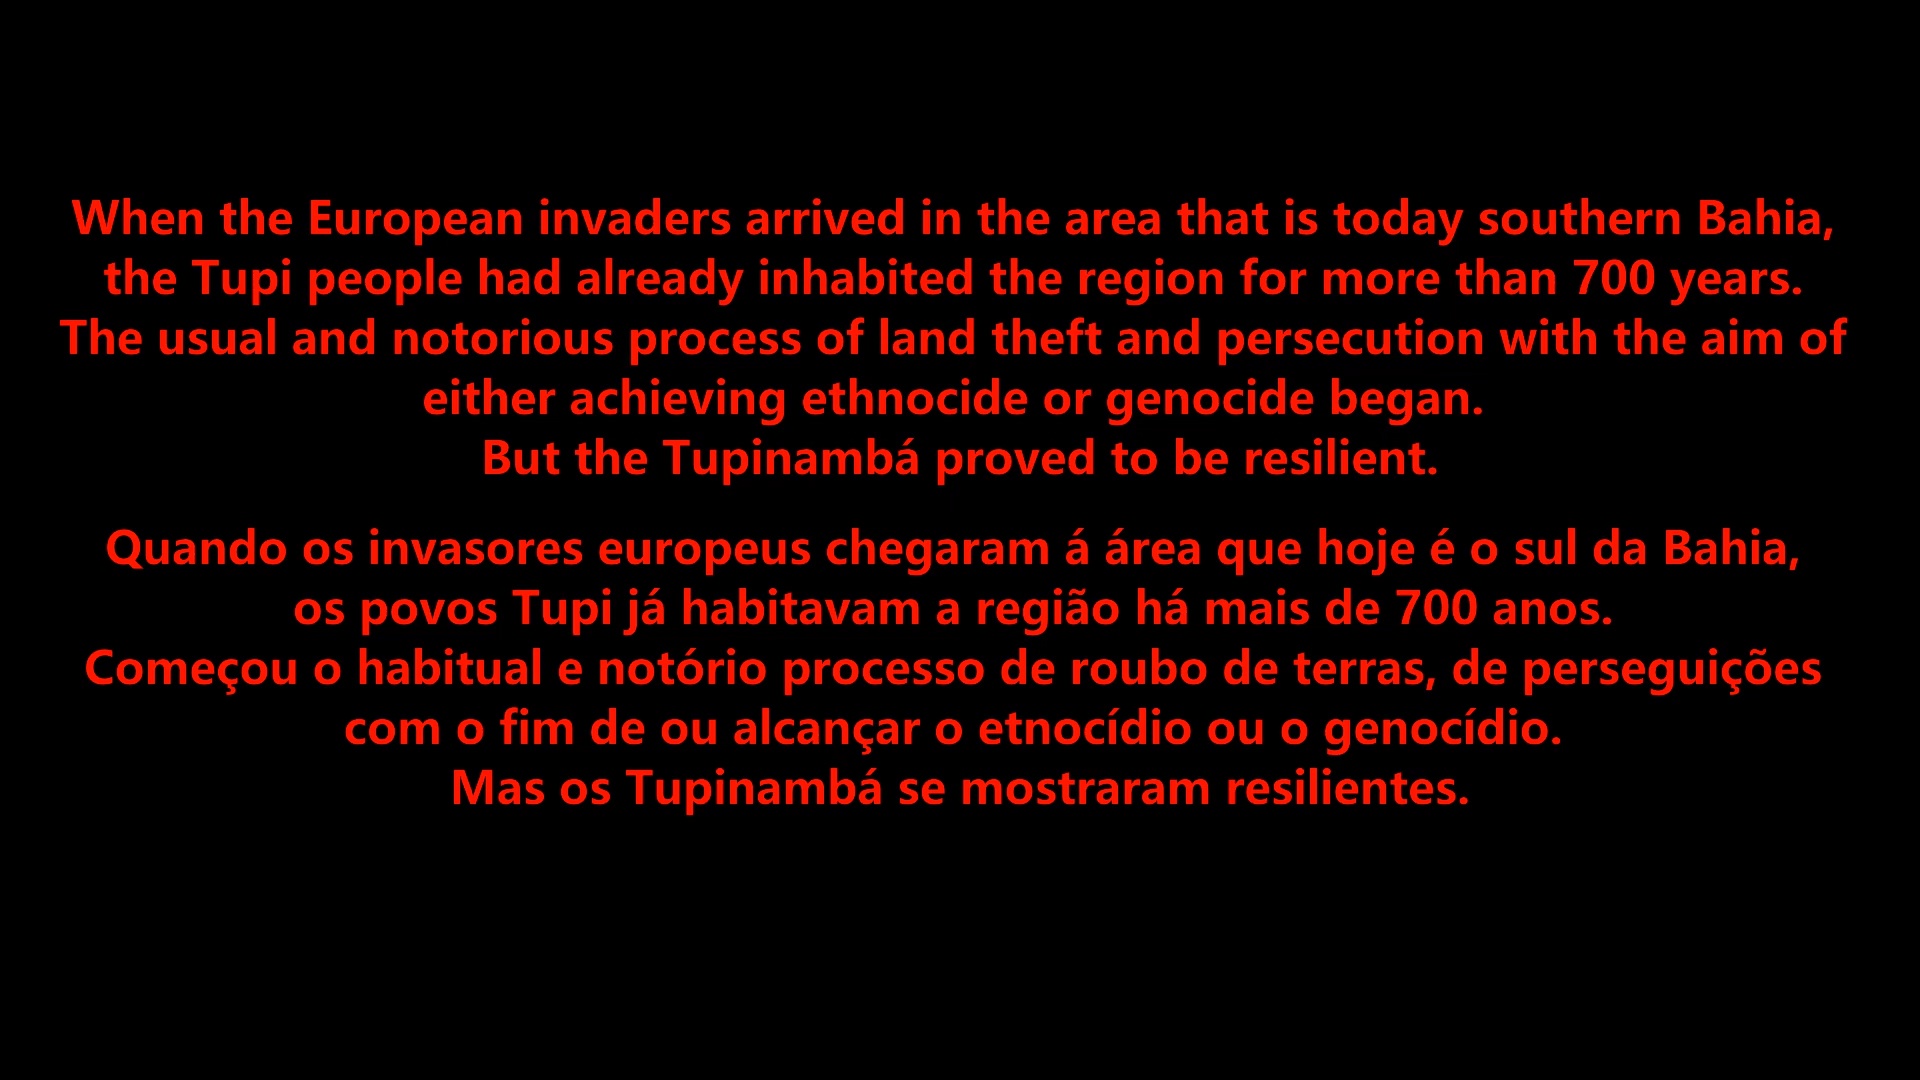 When the European invaders arrived in the area that is today southern Bahia,
the Tupi people had already inhabited the region for more than 700 years.
The usual and notorious process of land theft and persecution with the aim of
either achieving ethnocide or genocide began.
But the Tupinambá proved to be resilient.
Quando os invasores europeus chegaram á área que hoje é o sul da Bahia,
os povos Tupi já habitavam a região há mais de 700 anos.
Começou o habitual e notório processo de roubo de terras, de perseguições
com o fim de ou alcançar o etnocídio ou o genocídio.
Mas os Tupinambá se mostraram resilientes.